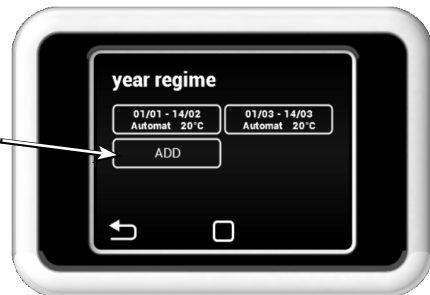 year regime
01/01 - 14/02
Automat 20°C
01/03 - 14/03
Automat 20°C
ADD